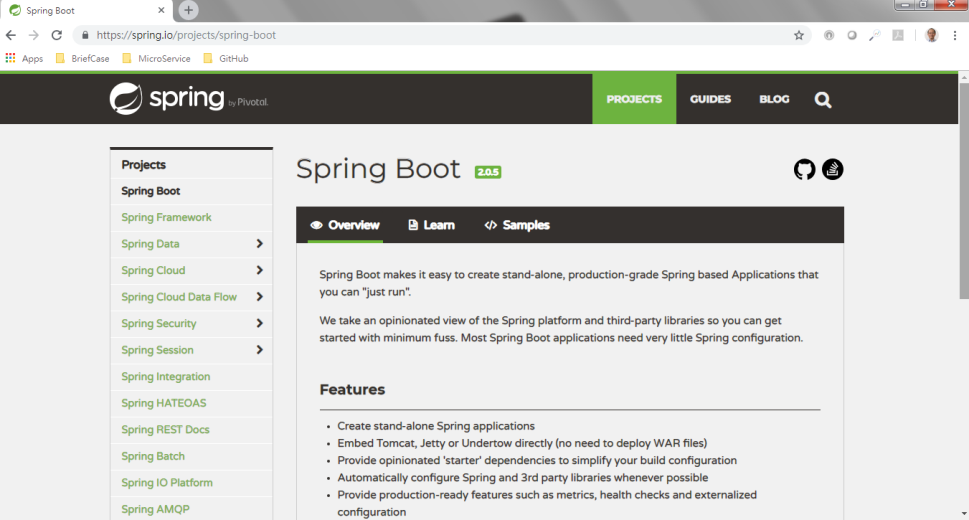 Spring Boot
https://spring.io/projects/spring-boot
Apps BriefCase MicroService GitHub
spring by Pivotal.
PROJECTS GUIDES BLOG
Projects
Spring Boot
Spring Framework
Spring Data
Spring Cloud
Spring Cloud Data Flow
Spring Security
Spring Session
Spring Integration
Spring HATEOAS
Spring REST Docs
Spring Batch
Spring IO Platform
Spring AMQP
Spring Boot 2.0.5
Overview Learn </> Samples
Spring Boot makes it easy to create stand-alone, production-grade Spring based Applications that
you can "just run".
We take an opinionated view of the Spring platform and third-party libraries so you can get
started with minimum fuss. Most Spring Boot applications need very little Spring configuration.
Features
• Create stand-alone Spring applications
• Embed Tomcat, Jetty or Undertow directly (no need to deploy WAR files)
• Provide opinionated 'starter' dependencies to simplify your build configuration
• Automatically configure Spring and 3rd party libraries whenever possible
• Provide production-ready features such as metrics, health checks and externalized
configuration